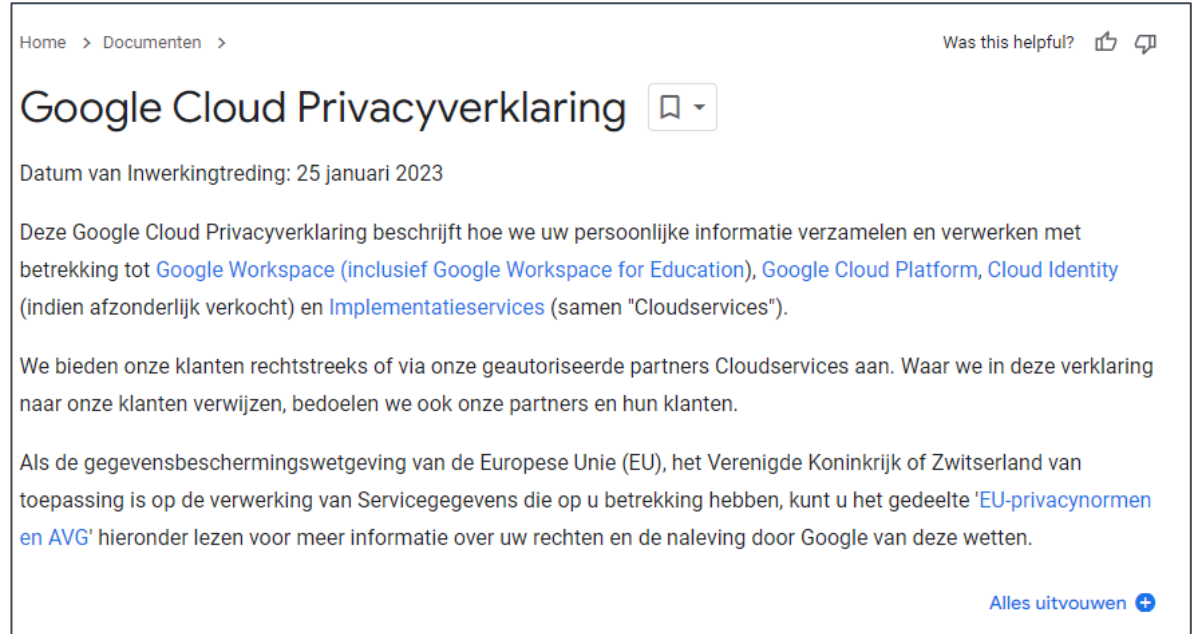 Home > Documenten >
Was this helpful?
Google Cloud Privacyverklaring
Datum van Inwerkingtreding: 25 januari 2023
Deze Google Cloud Privacyverklaring beschrijft hoe we uw persoonlijke informatie verzamelen en verwerken met
betrekking tot Google Workspace (inclusief Google Workspace for Education), Google Cloud Platform, Cloud Identity
(indien afzonderlijk verkocht) en Implementatieservices (samen "Cloudservices").
We bieden onze klanten rechtstreeks of via onze geautoriseerde partners Cloudservices aan. Waar we in deze verklaring
naar onze klanten verwijzen, bedoelen we ook onze partners en hun klanten.
Als de gegevensbeschermingswetgeving van de Europese Unie (EU), het Verenigde Koninkrijk of Zwitserland van
toepassing is op de verwerking van Servicegegevens die op u betrekking hebben, kunt u het gedeelte 'EU-privacynormen
en AVG' hieronder lezen voor meer informatie over uw rechten en de naleving door Google van deze wetten.
Alles uitvouwen